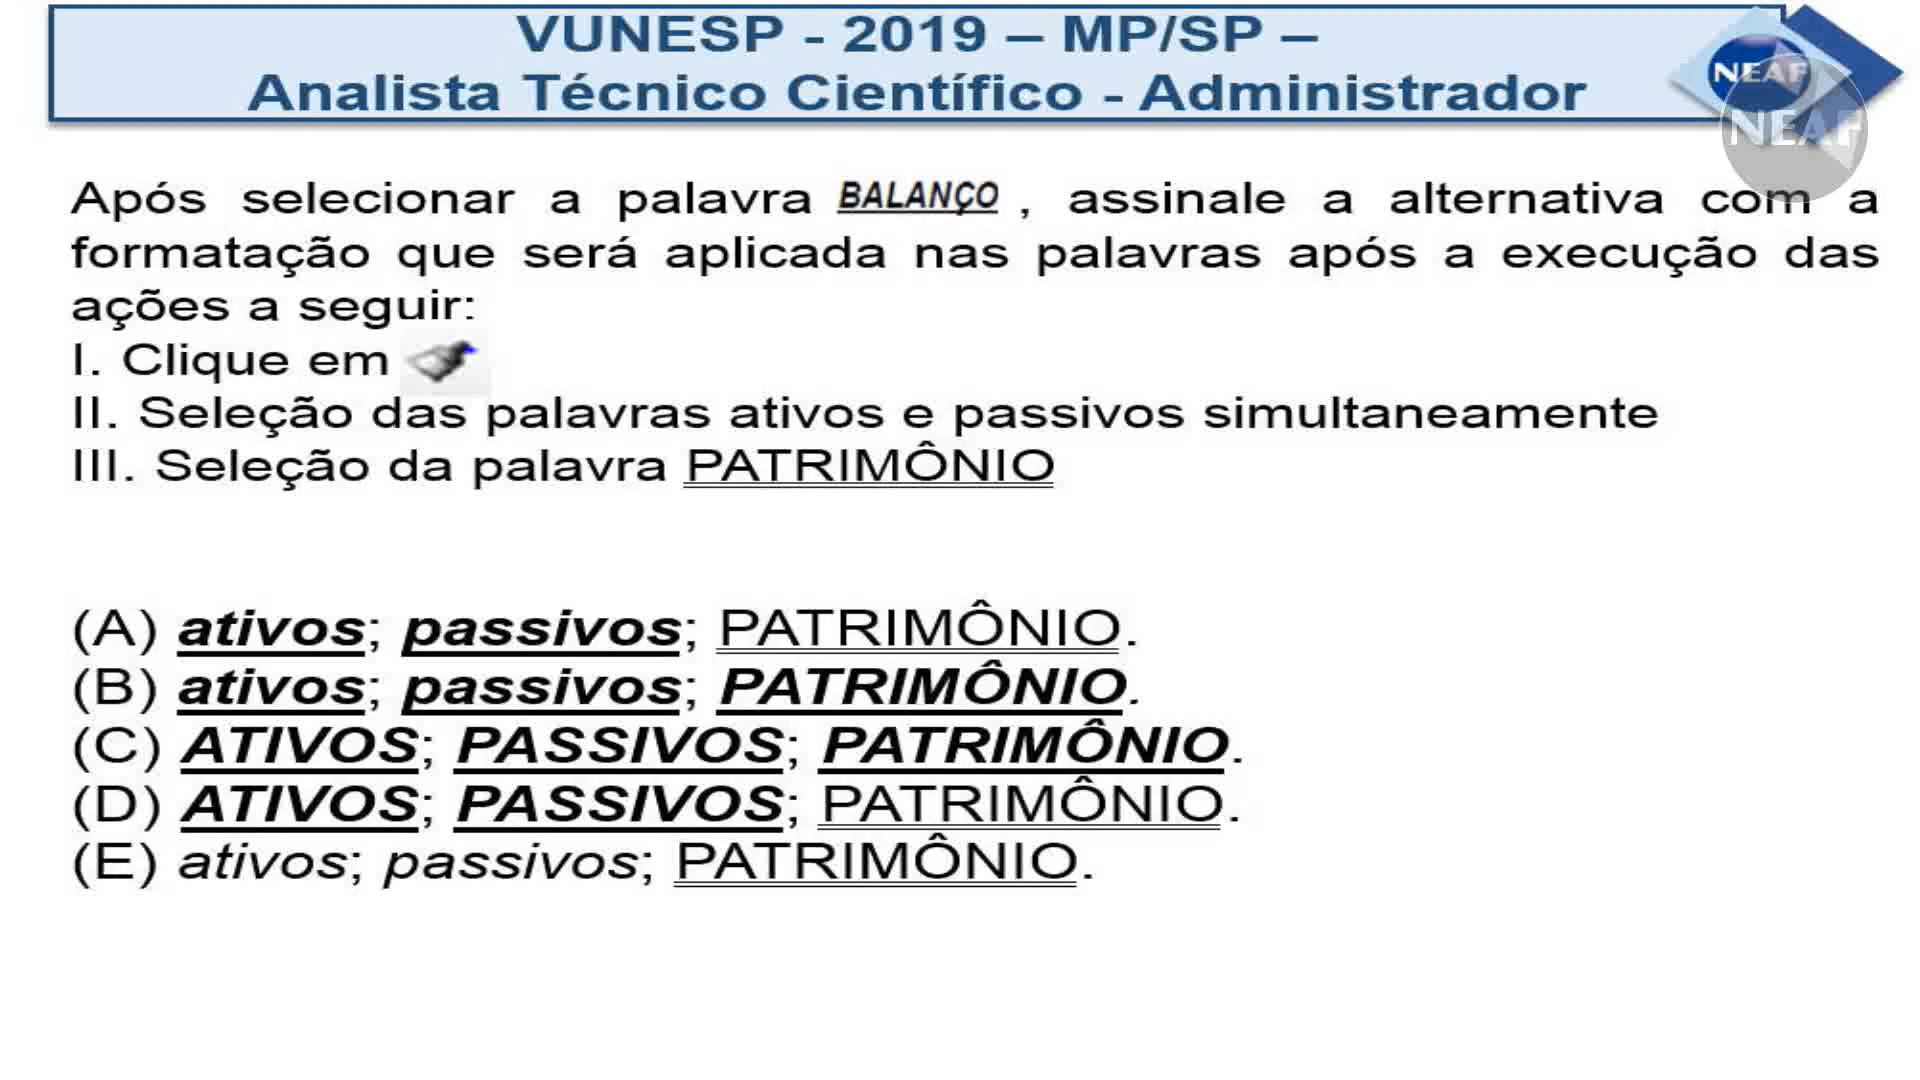 VUNESP - 2019 – MP/SP –
Analista Técnico Científico - Administrador
NEAF
NEAF
Após selecionar a palavra BALANÇO , assinale a alternativa com a
formatação que será aplicada nas palavras após a execução das
ações a seguir:
I. Clique em
II. Seleção das palavras ativos e passivos simultaneamente
III. Seleção da palavra PATRIMÔNIO
(A) ativos; passivos; PATRIMÔNIO.
(B) ativos; passivos; PATRIMÔNIO.
(C) ATIVOS; PASSIVOS; PATRIMÔNIO.
(D) ATIVOS; PASSIVOS; PATRIMÔNIO.
(E) ativos; passivos; PATRIMÔNIO.